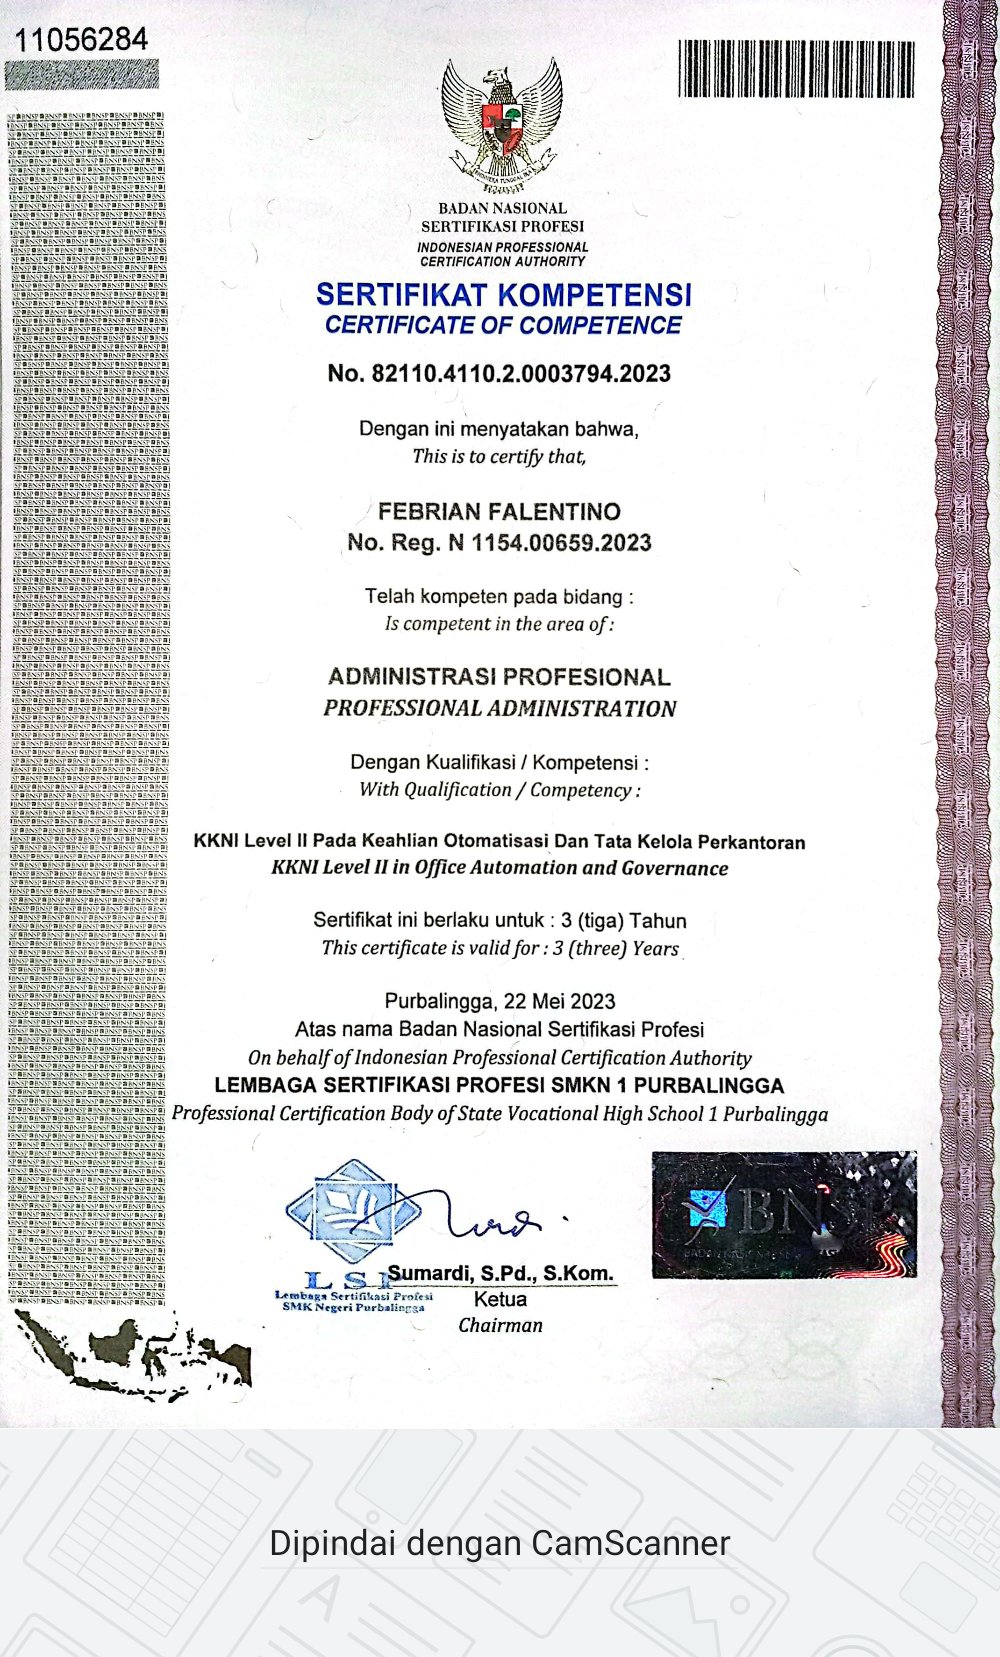 11056284
BADAN NASIONAL
SERTIFIKASI PROFESI
INDONESIAN PROFESSIONAL
CERTIFICATION AUTHORITY
SERTIFIKAT KOMPETENSI
CERTIFICATE OF COMPETENCE
No. 82110.4110.2.0003794.2023
Dengan ini menyatakan bahwa,
This is to certify that,
FEBRIAN FALENTINO
No. Reg. N 1154.00659.2023
Telah kompeten pada bidang :
Is competent in the area of :
ADMINISTRASI PROFESIONAL
PROFESSIONAL ADMINISTRATION
Dengan Kualifikasi / Kompetensi :
With Qualification / Competency :
KKNI Level II Pada Keahlian Otomatisasi Dan Tata Kelola Perkantoran
KKNI Level II in Office Automation and Governance
Sertifikat ini berlaku untuk : 3 (tiga) Tahun
This certificate is valid for : 3 (three) Years
Purbalingga, 22 Mei 2023
Atas nama Badan Nasional Sertifikasi Profesi
On behalf of Indonesian Professional Certification Authority
LEMBAGA SERTIFIKASI PROFESI SMKN 1 PURBALINGGA
Professional Certification Body of State Vocational High School 1 Purbalingga
BNSP
LSP
Sumardi, S.Pd., S.Kom.
Lembaga Sertifikasi Profesi
SMK Negeri Purbalingga
Ketua
Chairman
Dipindai dengan CamScanner